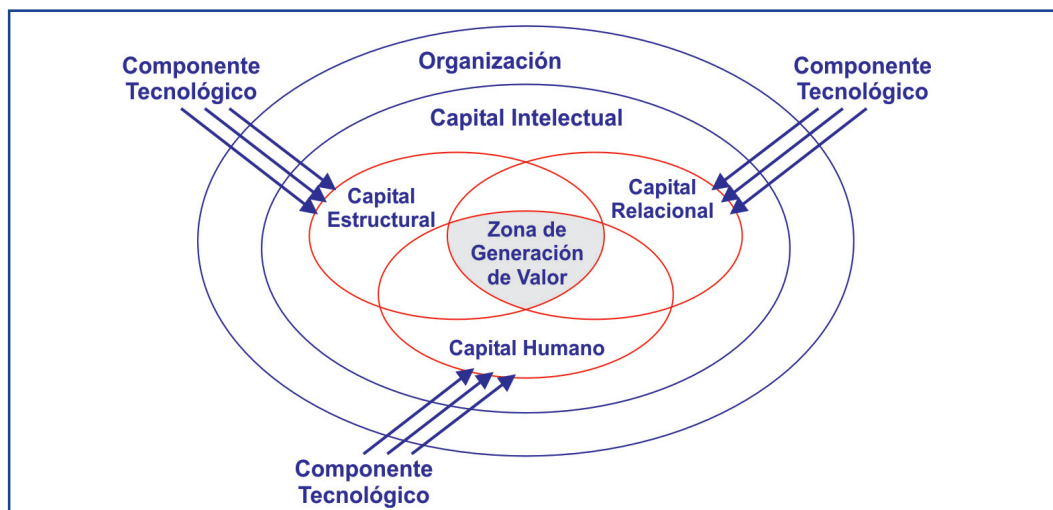 Organización
Componente
Tecnológico
Componente
Tecnológico
Capital Intelectual
Capital
Estructural
Capital
Relacional
Zona de
Generación
de Valor
Capital Humano
Componente
Tecnológico